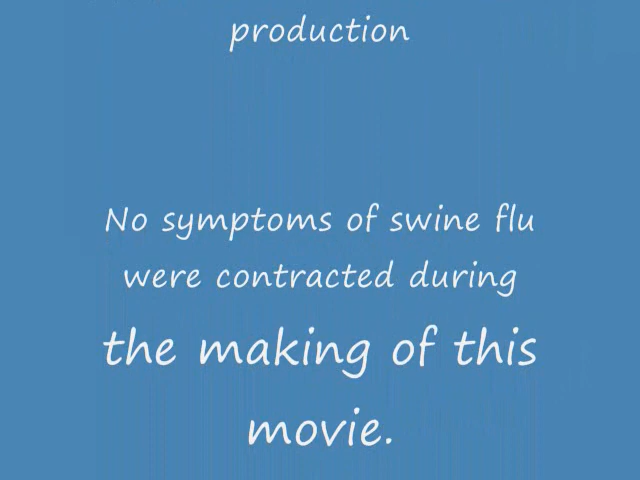 production
No symptoms of swine flu
were contracted during
the making of this
movie.